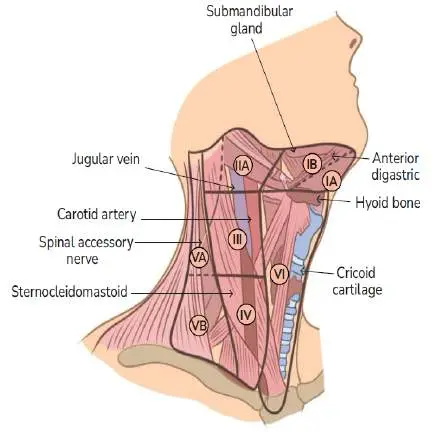 Submandibular
gland
IIA
IB
Jugular vein
Anterior
digastric
IA
Hyoid bone
Carotid artery
III
Spinal accessory
nerve
VA
VI
Cricoid
cartilage
Sternocleidomastoid
IV
VB